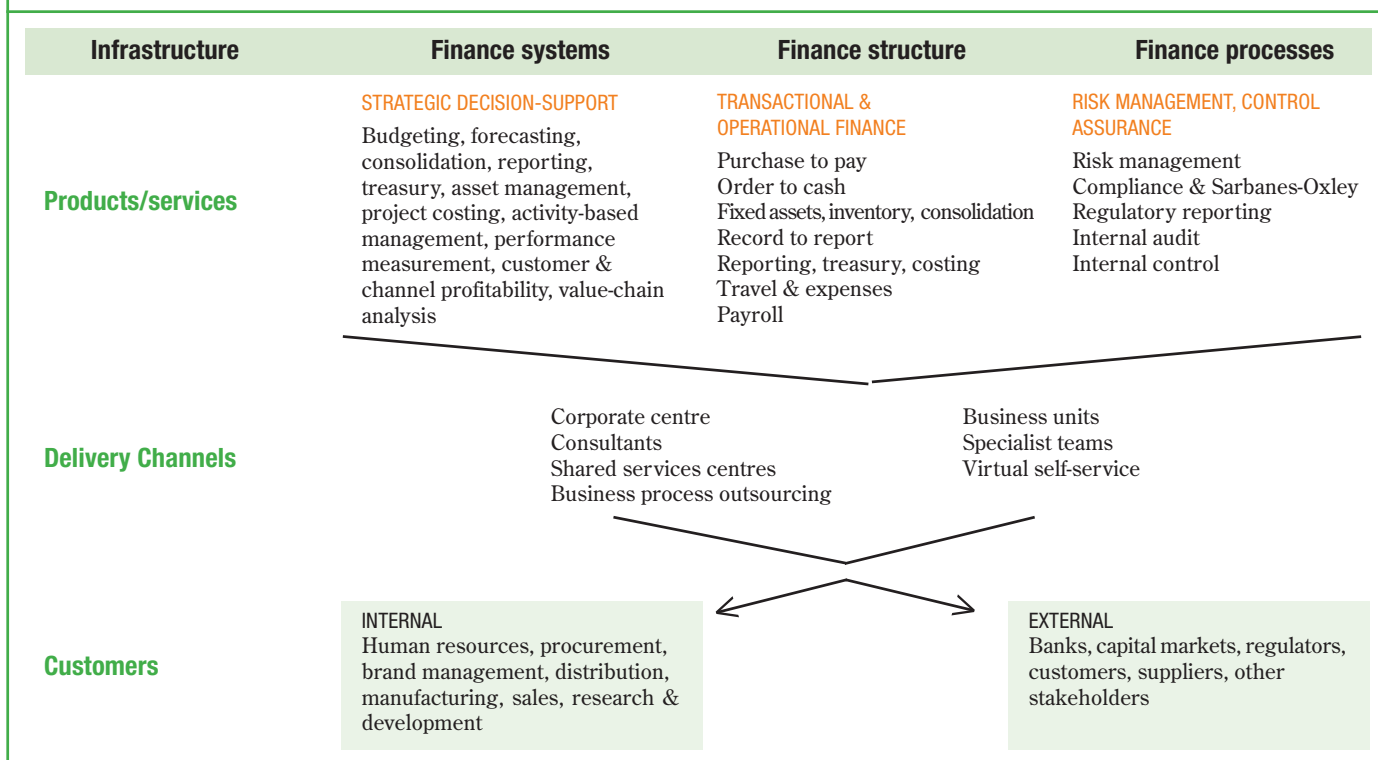 Infrastructure
Finance systems
Finance structure
Finance processes
Products/services
STRATEGIC DECISION-SUPPORT
Budgeting, forecasting,
consolidation, reporting,
treasury, asset management,
project costing, activity-based
management, performance
measurement, customer &
channel profitability, value-chain
analysis
TRANSACTIONAL &
OPERATIONAL FINANCE
Purchase to pay
Order to cash
Fixed assets, inventory, consolidation
Record to report
Reporting, treasury, costing
Travel & expenses
Payroll
RISK MANAGEMENT, CONTROL
ASSURANCE
Risk management
Compliance & Sarbanes-Oxley
Regulatory reporting
Internal audit
Internal control
Delivery Channels
Corporate centre
Consultants
Shared services centres
Business process outsourcing
Business units
Specialist teams
Virtual self-service
Customers
INTERNAL
Human resources, procurement,
brand management, distribution,
manufacturing, sales, research &
development
EXTERNAL
Banks, capital markets, regulators,
customers, suppliers, other
stakeholders